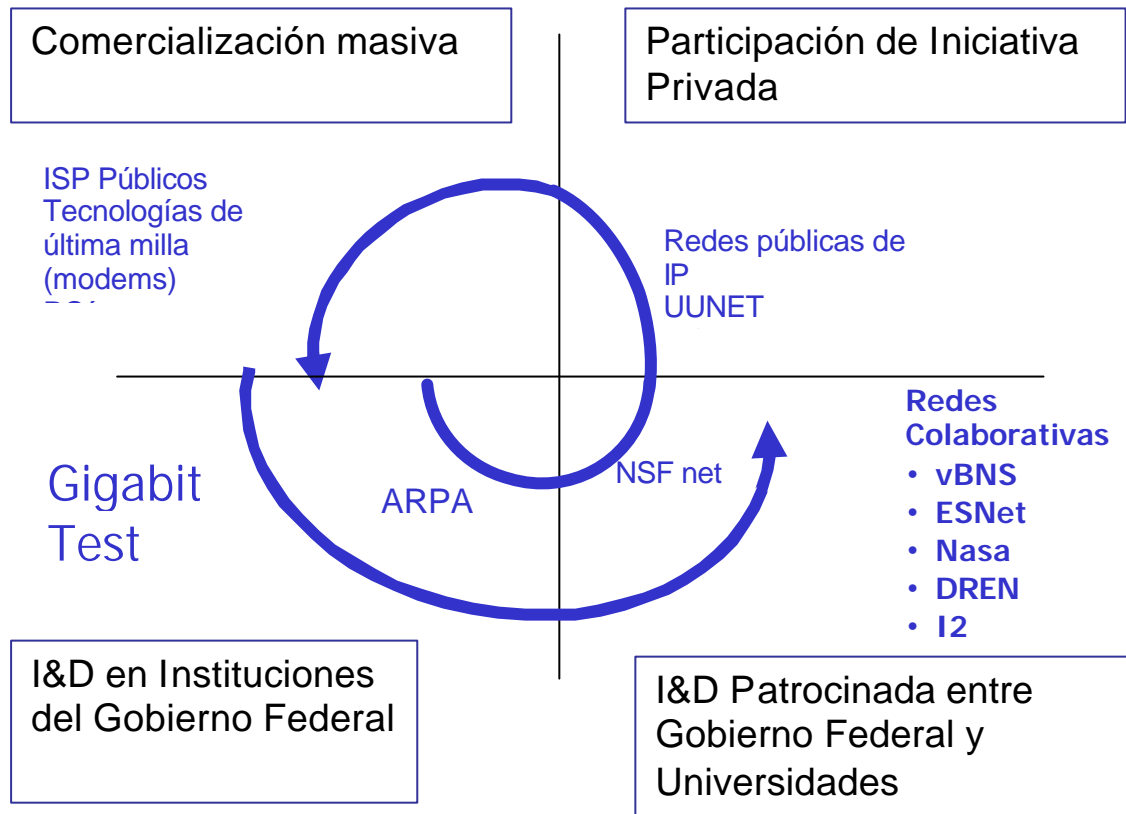 Comercialización masiva
Participación de Iniciativa
Privada
ISP Públicos
Tecnologías de
última milla
(modems)
Redes públicas de
IP
UUNET
Redes
Colaborativas
• vBNS
• ESNet
• Nasa
• DREN
• I2
NSF net
ARPA
Gigabit
Test
I&D en Instituciones
del Gobierno Federal
I&D Patrocinada entre
Gobierno Federal y
Universidades